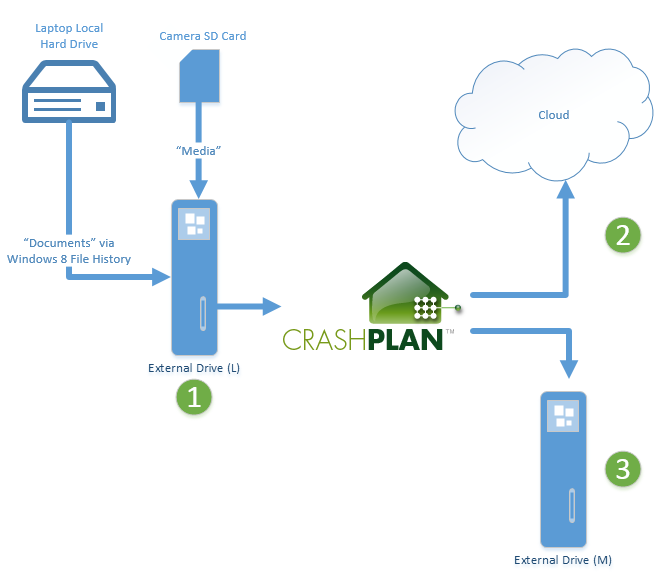 Laptop Local
Hard Drive
Camera SD Card
Cloud
“Media”
2
“Documents” via
Windows 8 File History
CRASHPLAN™
External Drive (L)
1
3
External Drive (M)